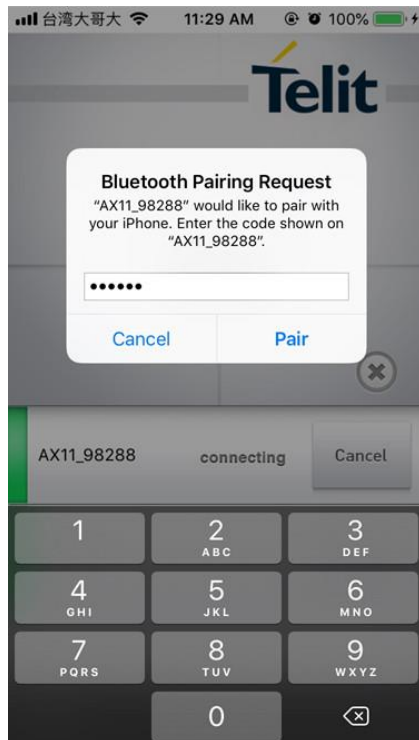 台湾大哥大 11:29 AM 100%
Telit
Bluetooth Pairing Request
“AX11_98288” would like to pair with
your iPhone. Enter the code shown on
“AX11_98288”.
••••••
Cancel Pair
AX11_98288 connecting Cancel
1 2 3
ABC DEF
4 5 6
GHI JKL MNO
7 8 9
PQRS TUV WXYZ
0